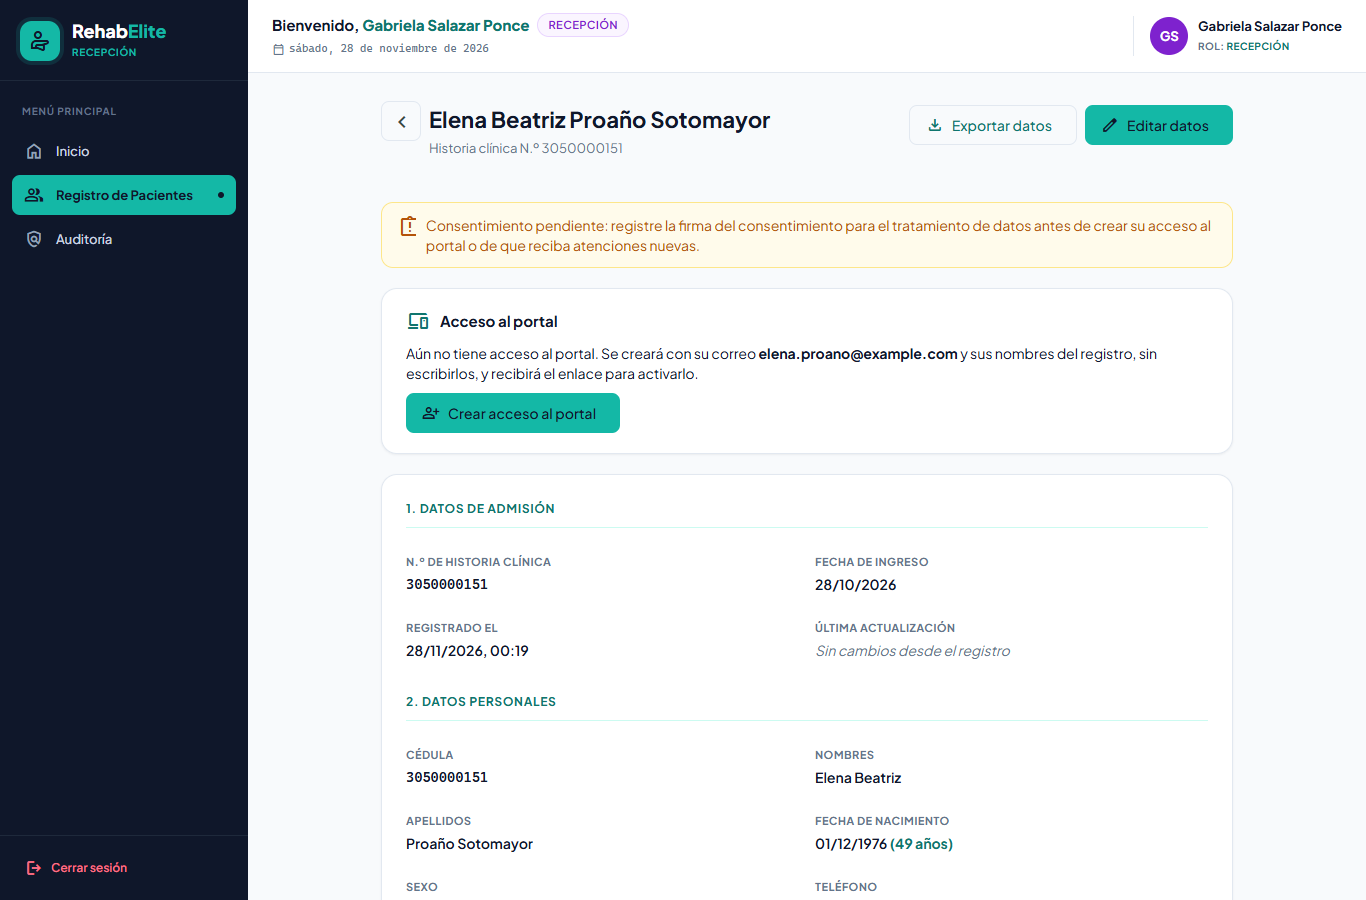 RehabElite
RECEPCIÓN
MENÚ PRINCIPAL
Inicio
Registro de Pacientes
Auditoría
Cerrar sesión
Bienvenido, Gabriela Salazar Ponce RECEPCIÓN
sábado, 28 de noviembre de 2026
GS
Gabriela Salazar Ponce
ROL: RECEPCIÓN
Elena Beatriz Proaño Sotomayor
Historia clínica N.º 3050000151
Exportar datos
Editar datos
Consentimiento pendiente: registre la firma del consentimiento para el tratamiento de datos antes de crear su acceso al
portal o de que reciba atenciones nuevas.
Acceso al portal
Aún no tiene acceso al portal. Se creará con su correo elena.proano@example.com y sus nombres del registro, sin
escribirlos, y recibirá el enlace para activarlo.
Crear acceso al portal
1. DATOS DE ADMISIÓN
N.º DE HISTORIA CLÍNICA
3050000151
FECHA DE INGRESO
28/10/2026
REGISTRADO EL
28/11/2026, 00:19
ÚLTIMA ACTUALIZACIÓN
Sin cambios desde el registro
2. DATOS PERSONALES
CÉDULA
3050000151
NOMBRES
Elena Beatriz
APELLIDOS
Proaño Sotomayor
FECHA DE NACIMIENTO
01/12/1976 (49 años)
SEXO
TELÉFONO